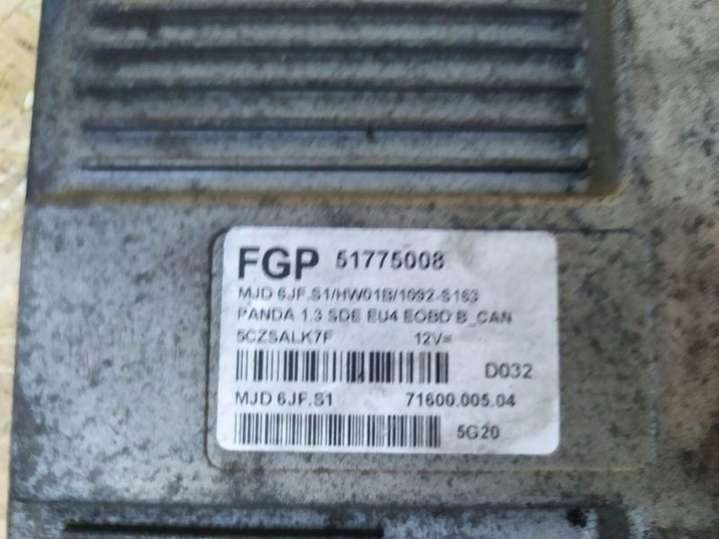 FGP 51775008
MJD 6JF.S1/HW01B/1092-S163
PANDA 1.3 SDE EU4 EOBD B_CAN
5CZSALK7F 12V=
D032
MJD 6JF.S1 71600.005.04
5G20